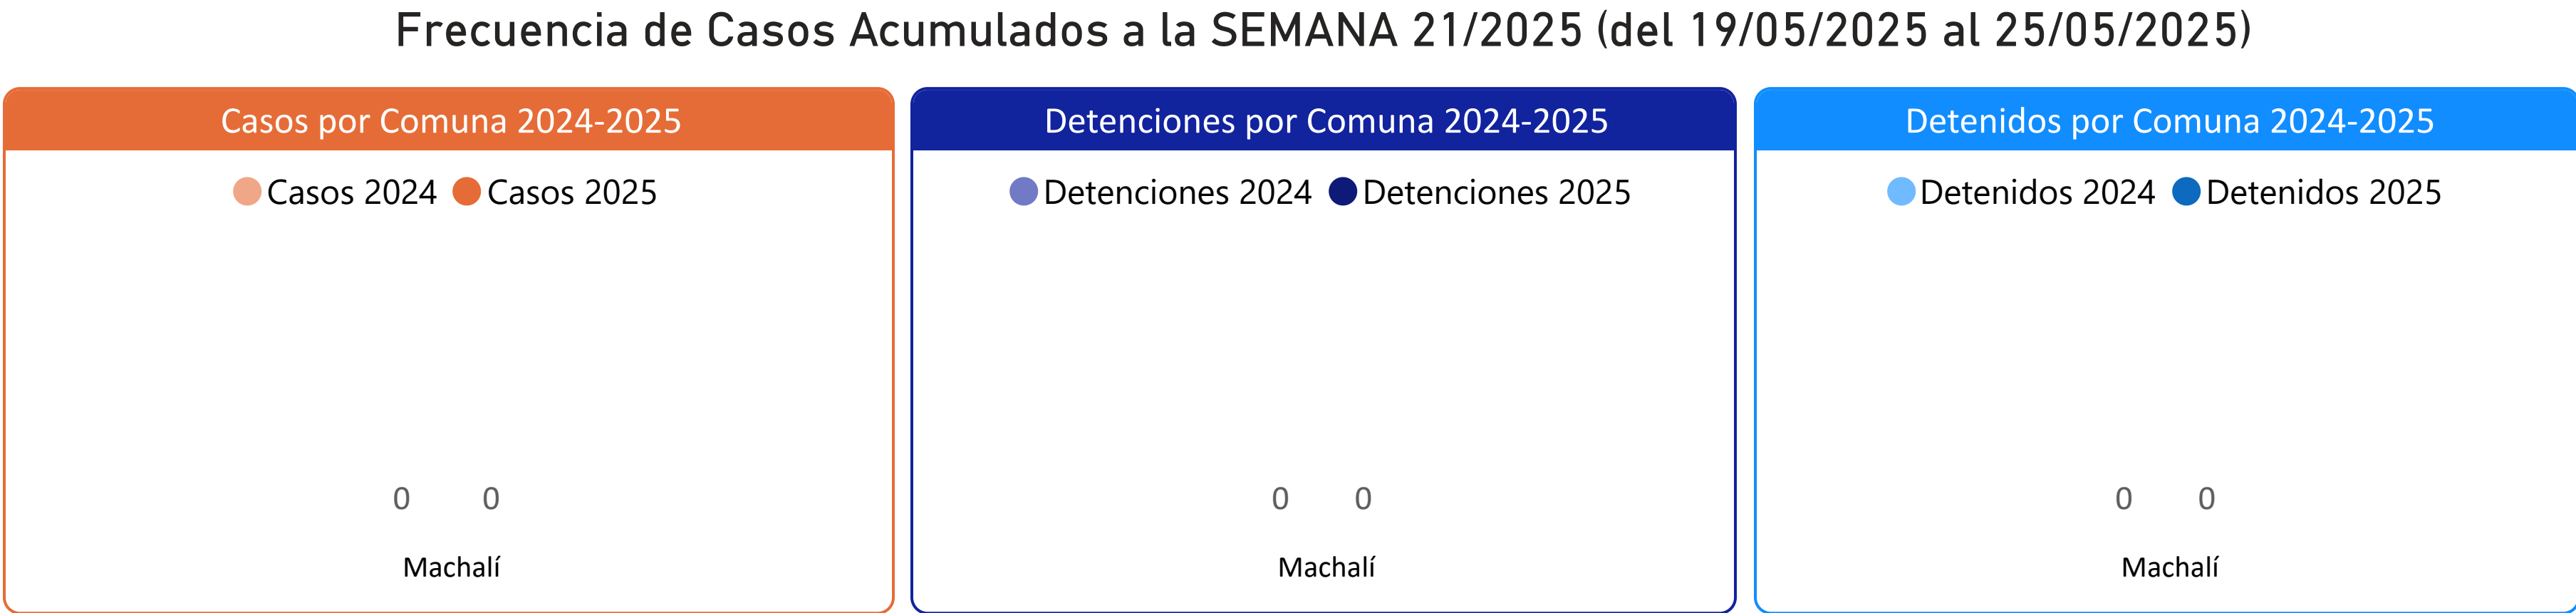 Frecuencia de Casos Acumulados a la SEMANA 21/2025 (del 19/05/2025 al 25/05/2025)
Casos por Comuna 2024-2025
Casos 2024 Casos 2025
0 0
Machalí
Detenciones por Comuna 2024-2025
Detenciones 2024 Detenciones 2025
0 0
Machalí
Detenidos por Comuna 2024-2025
Detenidos 2024 Detenidos 2025
0 0
Machalí